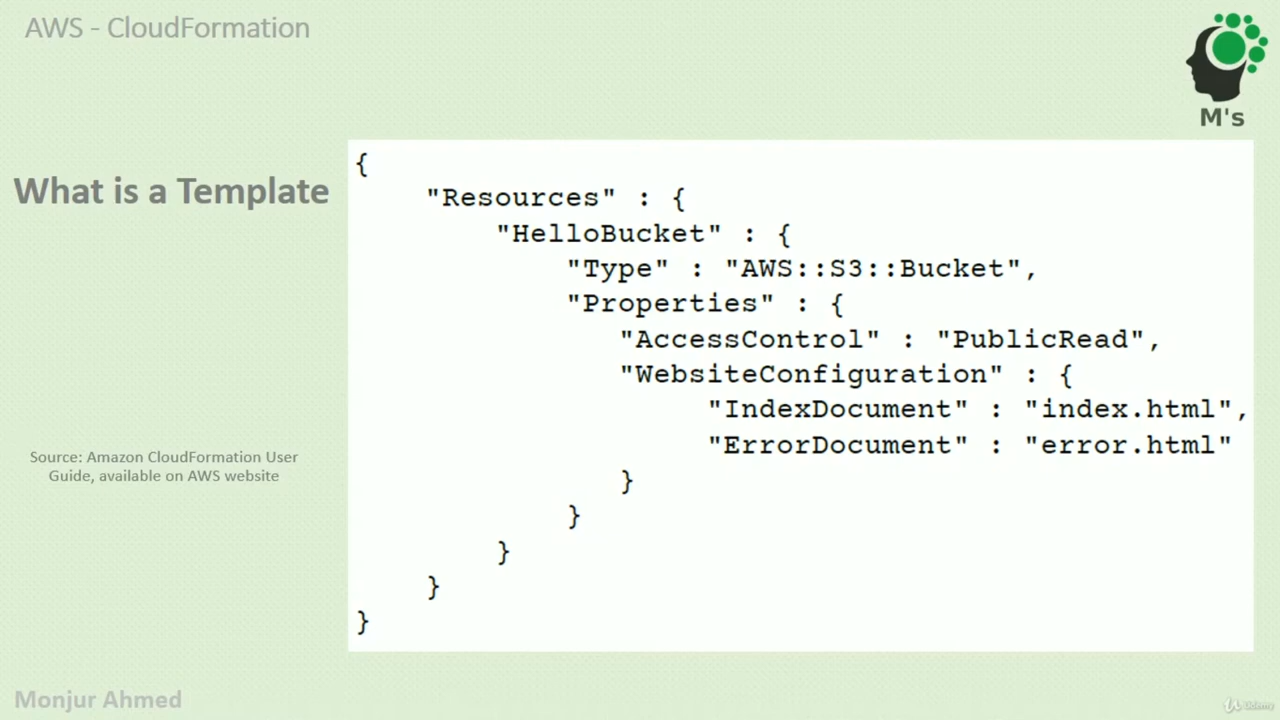 AWS - CloudFormation
M's
What is a Template
{
"Resources" : {
"HelloBucket" : {
"Type" : "AWS::S3::Bucket",
"Properties" : {
"AccessControl" : "PublicRead",
"WebsiteConfiguration" : {
"IndexDocument" : "index.html",
"ErrorDocument" : "error.html"
}
}
}
}
}
Source: Amazon CloudFormation User
Guide, available on AWS website
Monjur Ahmed
Udemy